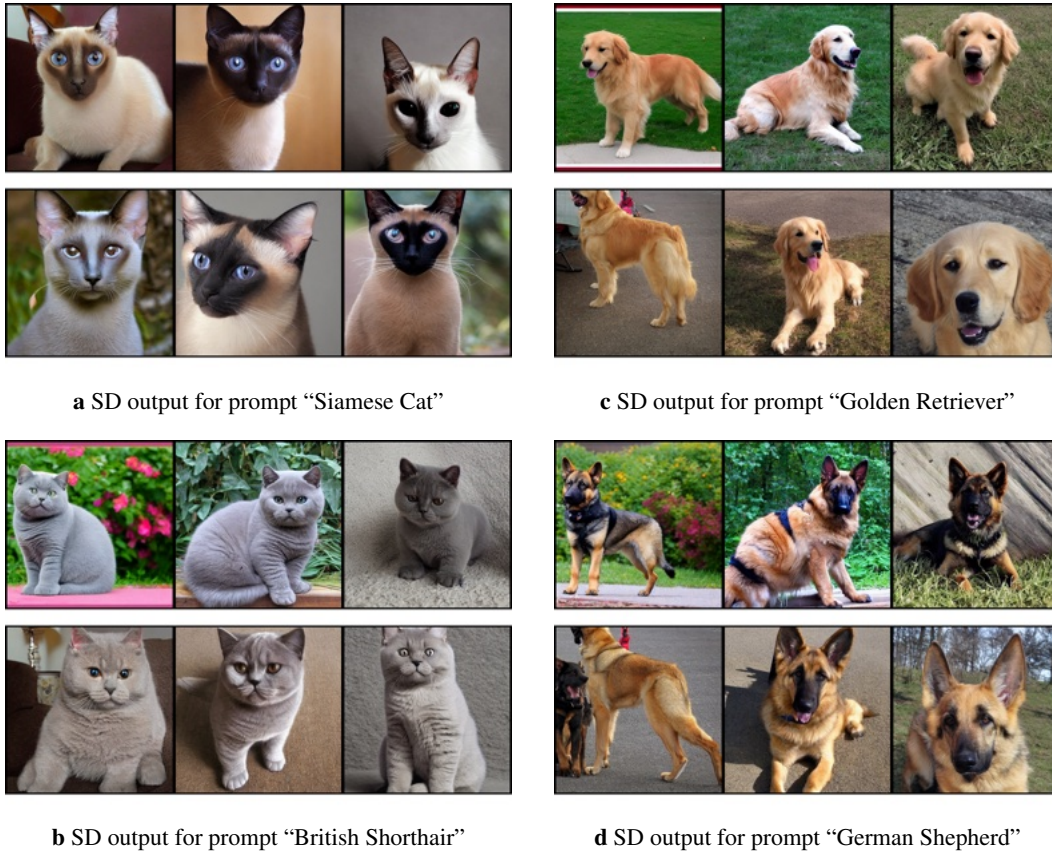 a SD output for prompt “Siamese Cat”
c SD output for prompt “Golden Retriever”
b SD output for prompt “British Shorthair”
d SD output for prompt “German Shepherd”